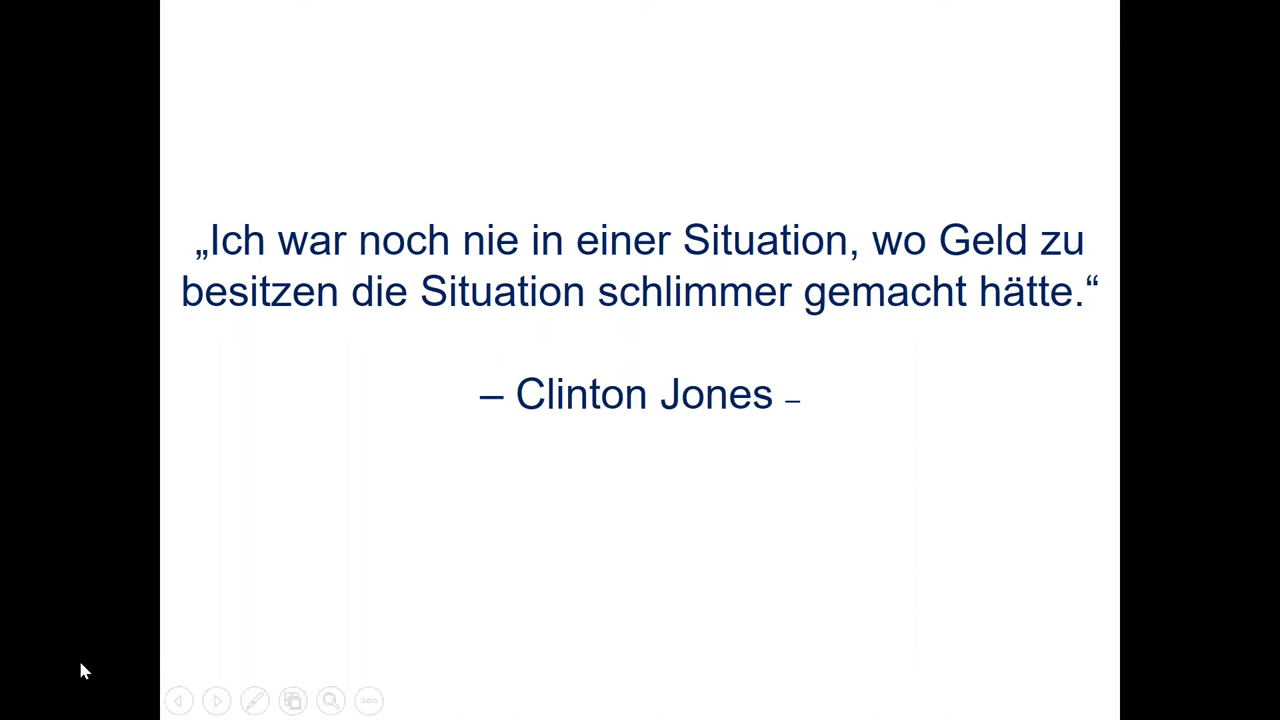 „Ich war noch nie in einer Situation, wo Geld zu
besitzen die Situation schlimmer gemacht hätte.“
– Clinton Jones –